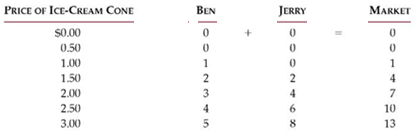 PRICE OF ICE-CREAM CONE BEN JERRY MARKET
$0.00 0 + 0 = 0
0.50 0 0 0
1.00 1 0 1
1.50 2 2 4
2.00 3 4 7
2.50 4 6 10
3.00 5 8 13